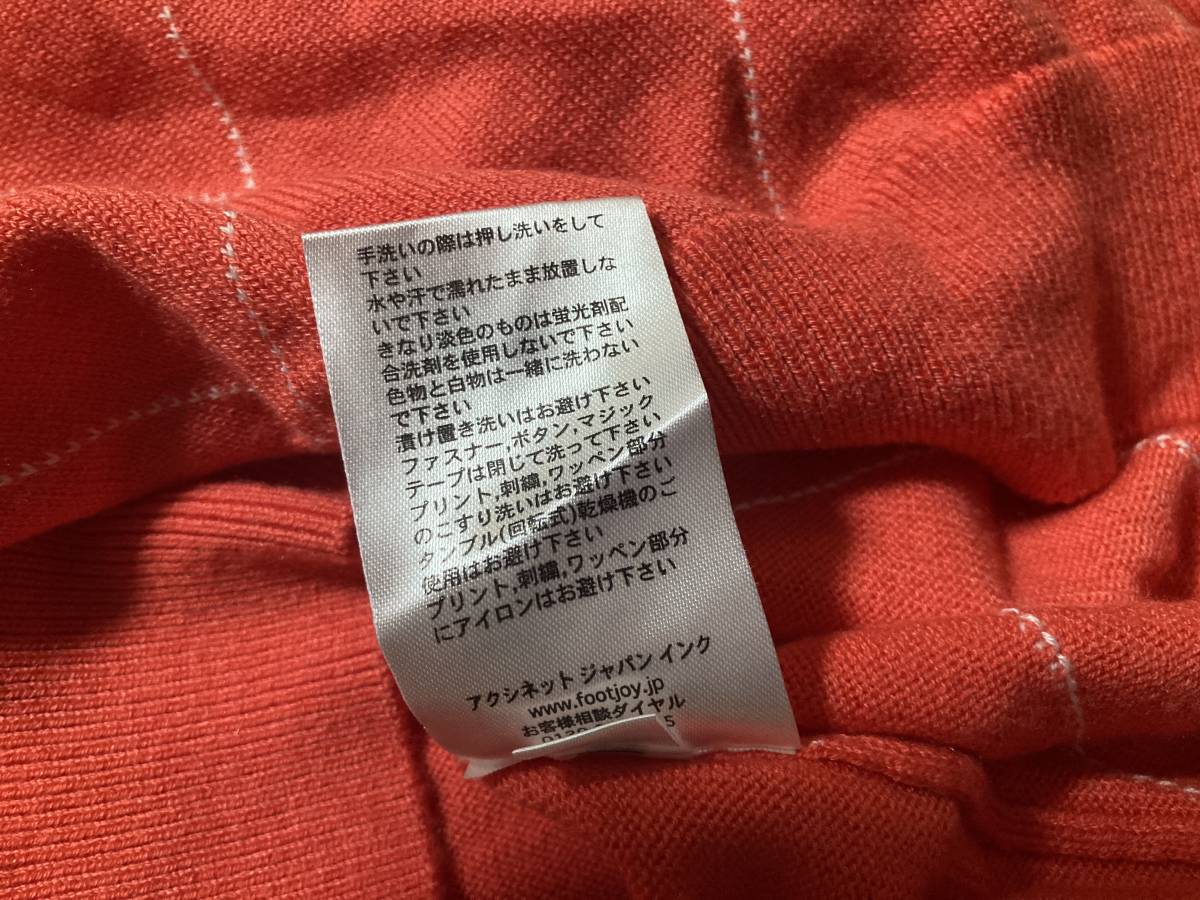 手洗いの際は押し洗いをして
下さい
水や汗で濡れたまま放置しな
いで下さい
きなり淡色のものは蛍光剤配
合洗剤を使用しないで下さい
色物と白物は一緒に洗わない
で下さい
漬け置き洗いはお避け下さい
ファスナー,ボタン,マジック
テープは閉じて洗って下さい
プリント,刺繍,ワッペン部分
のこすり洗いはお避け下さい
タンブル(回転式)乾燥機のご
使用はお避け下さい
プリント,刺繍,ワッペン部分
にアイロンはお避け下さい
アクシネット ジャパン インク
www.footjoy.jp
お客様相談ダイヤル